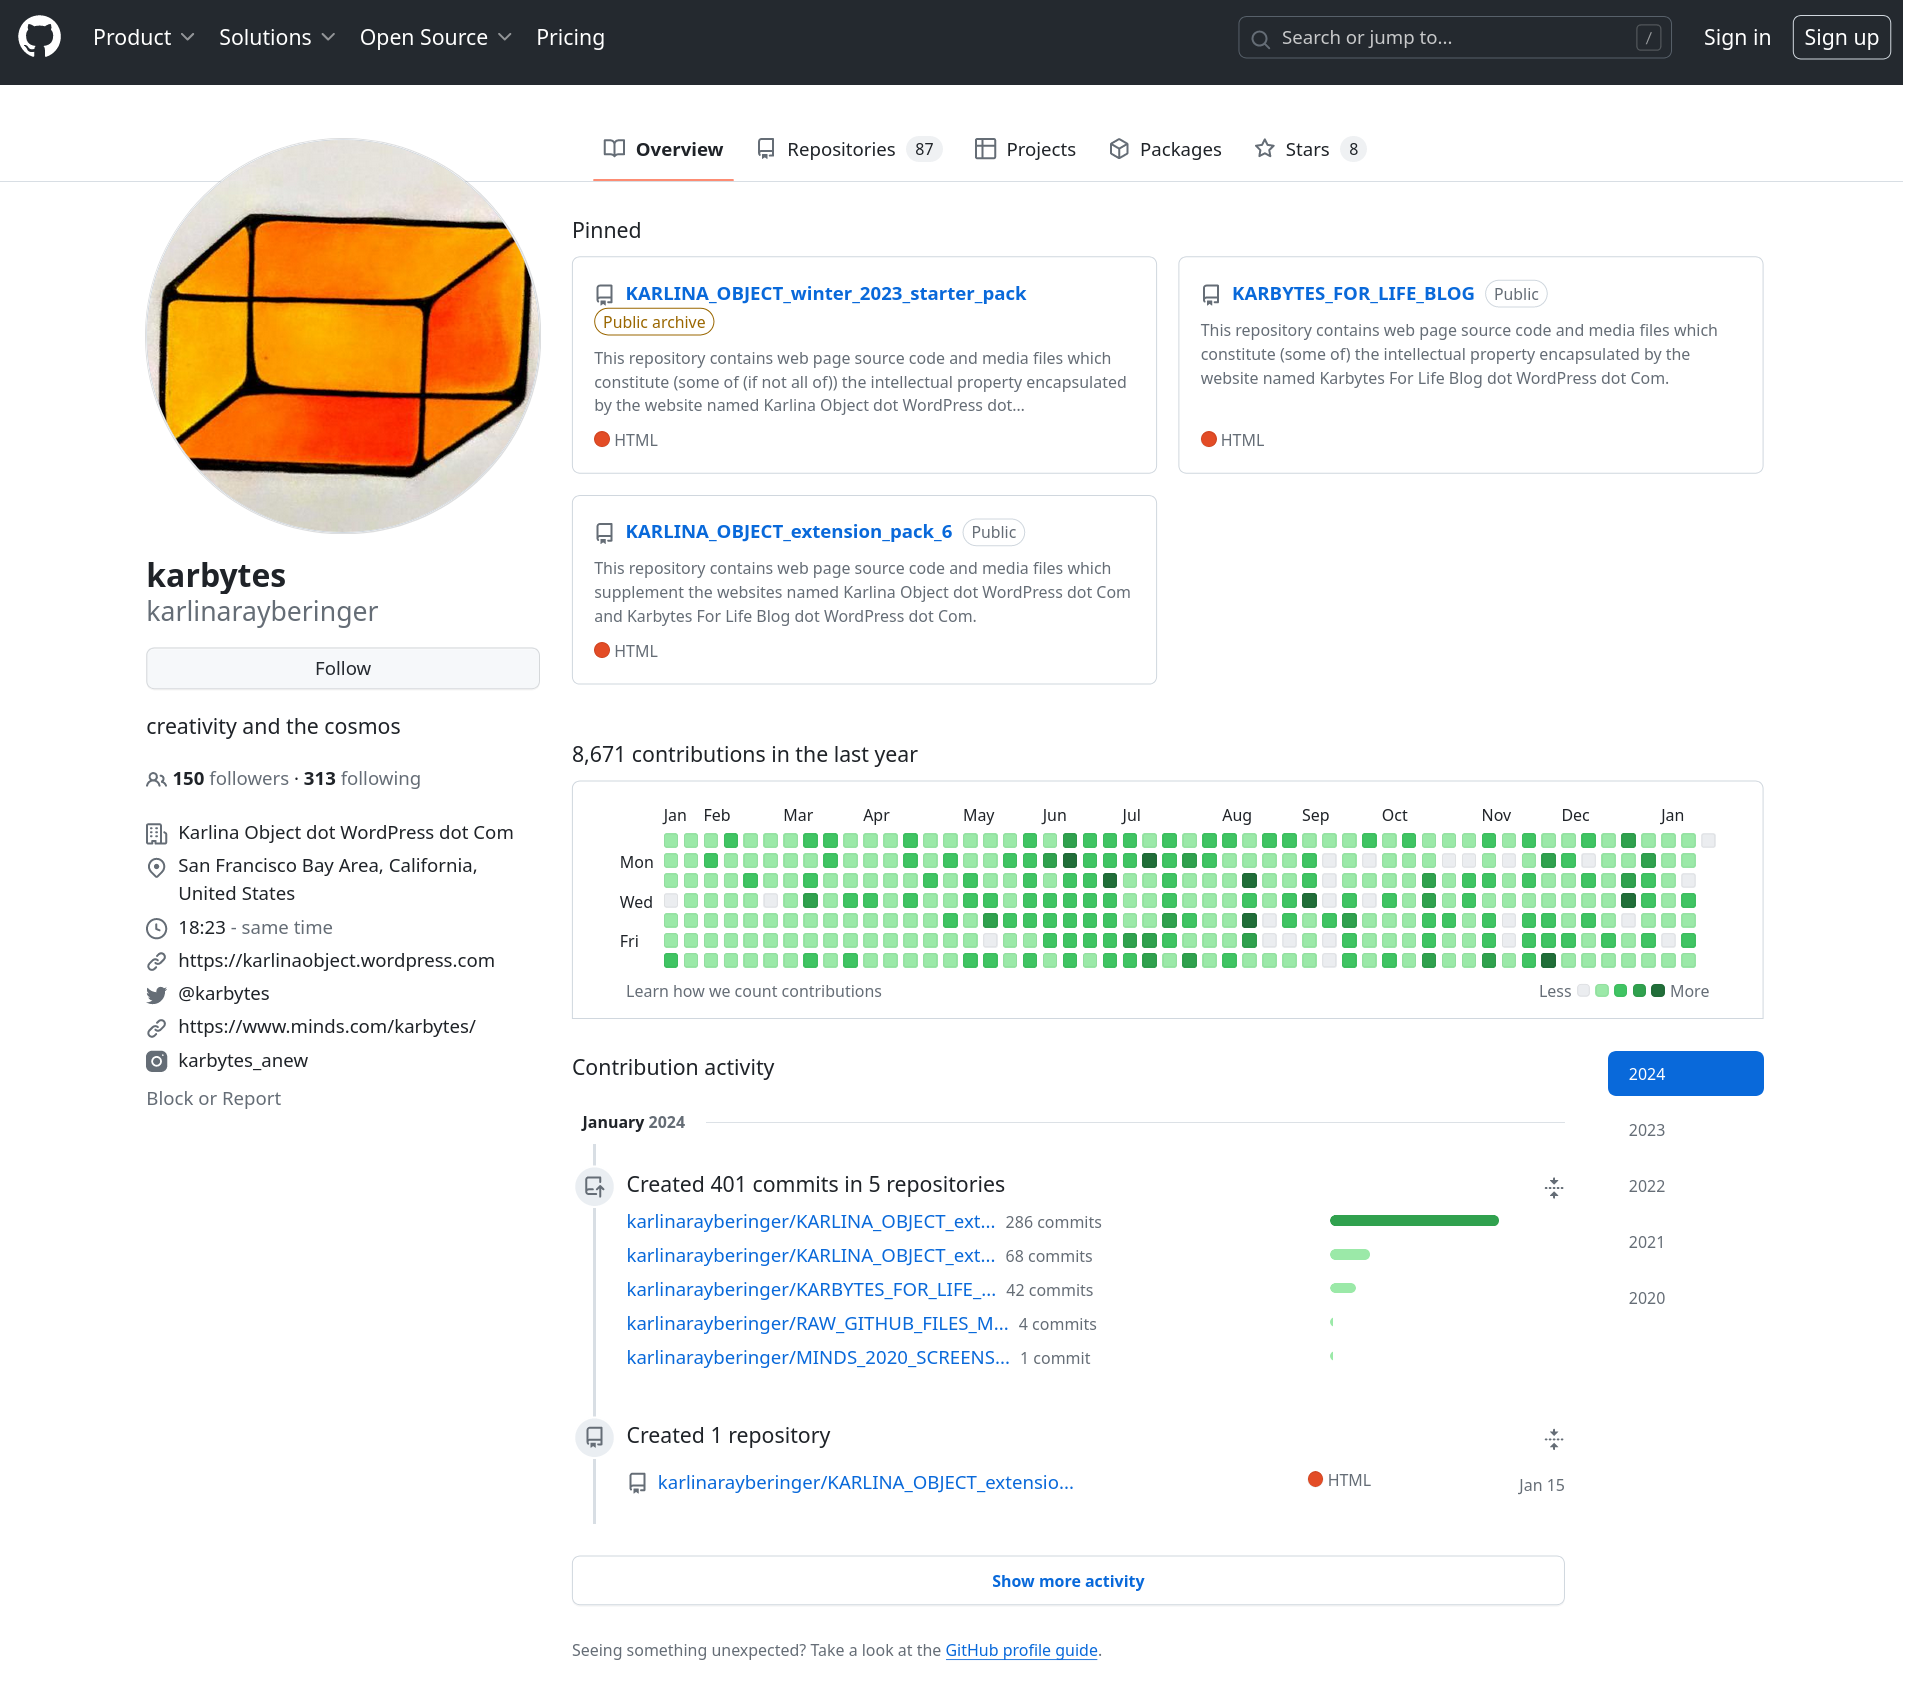 Product Solutions Open Source Pricing Search or jump to... / Sign in Sign up
Overview Repositories 87 Projects Packages Stars 8
karbytes
karlinarayberinger
Follow
creativity and the cosmos
150 followers · 313 following
Karlina Object dot WordPress dot Com
San Francisco Bay Area, California,
United States
18:23 - same time
https://karlinaobject.wordpress.com
@karbytes
https://www.minds.com/karbytes/
karbytes_anew
Block or Report
Pinned
KARLINA_OBJECT_winter_2023_starter_pack
Public archive
This repository contains web page source code and media files which
constitute (some of (if not all of)) the intellectual property encapsulated
by the website named Karlina Object dot WordPress dot...
HTML
KARBYTES_FOR_LIFE_BLOG Public
This repository contains web page source code and media files which
constitute (some of) the intellectual property encapsulated by the
website named Karbytes For Life Blog dot WordPress dot Com.
HTML
KARLINA_OBJECT_extension_pack_6 Public
This repository contains web page source code and media files which
supplement the websites named Karlina Object dot WordPress dot Com
and Karbytes For Life Blog dot WordPress dot Com.
HTML
8,671 contributions in the last year
Jan Feb Mar Apr May Jun Jul Aug Sep Oct Nov Dec Jan
Mon
Wed
Fri
Learn how we count contributions Less More
Contribution activity
2024
2023
2022
2021
2020
January 2024
Created 401 commits in 5 repositories
karlinarayberinger/KARLINA_OBJECT_ext... 286 commits
karlinarayberinger/KARLINA_OBJECT_ext... 68 commits
karlinarayberinger/KARBYTES_FOR_LIFE_... 42 commits
karlinarayberinger/RAW_GITHUB_FILES_M... 4 commits
karlinarayberinger/MINDS_2020_SCREENS... 1 commit
Created 1 repository
karlinarayberinger/KARLINA_OBJECT_extensio... HTML Jan 15
Show more activity
Seeing something unexpected? Take a look at the GitHub profile guide.